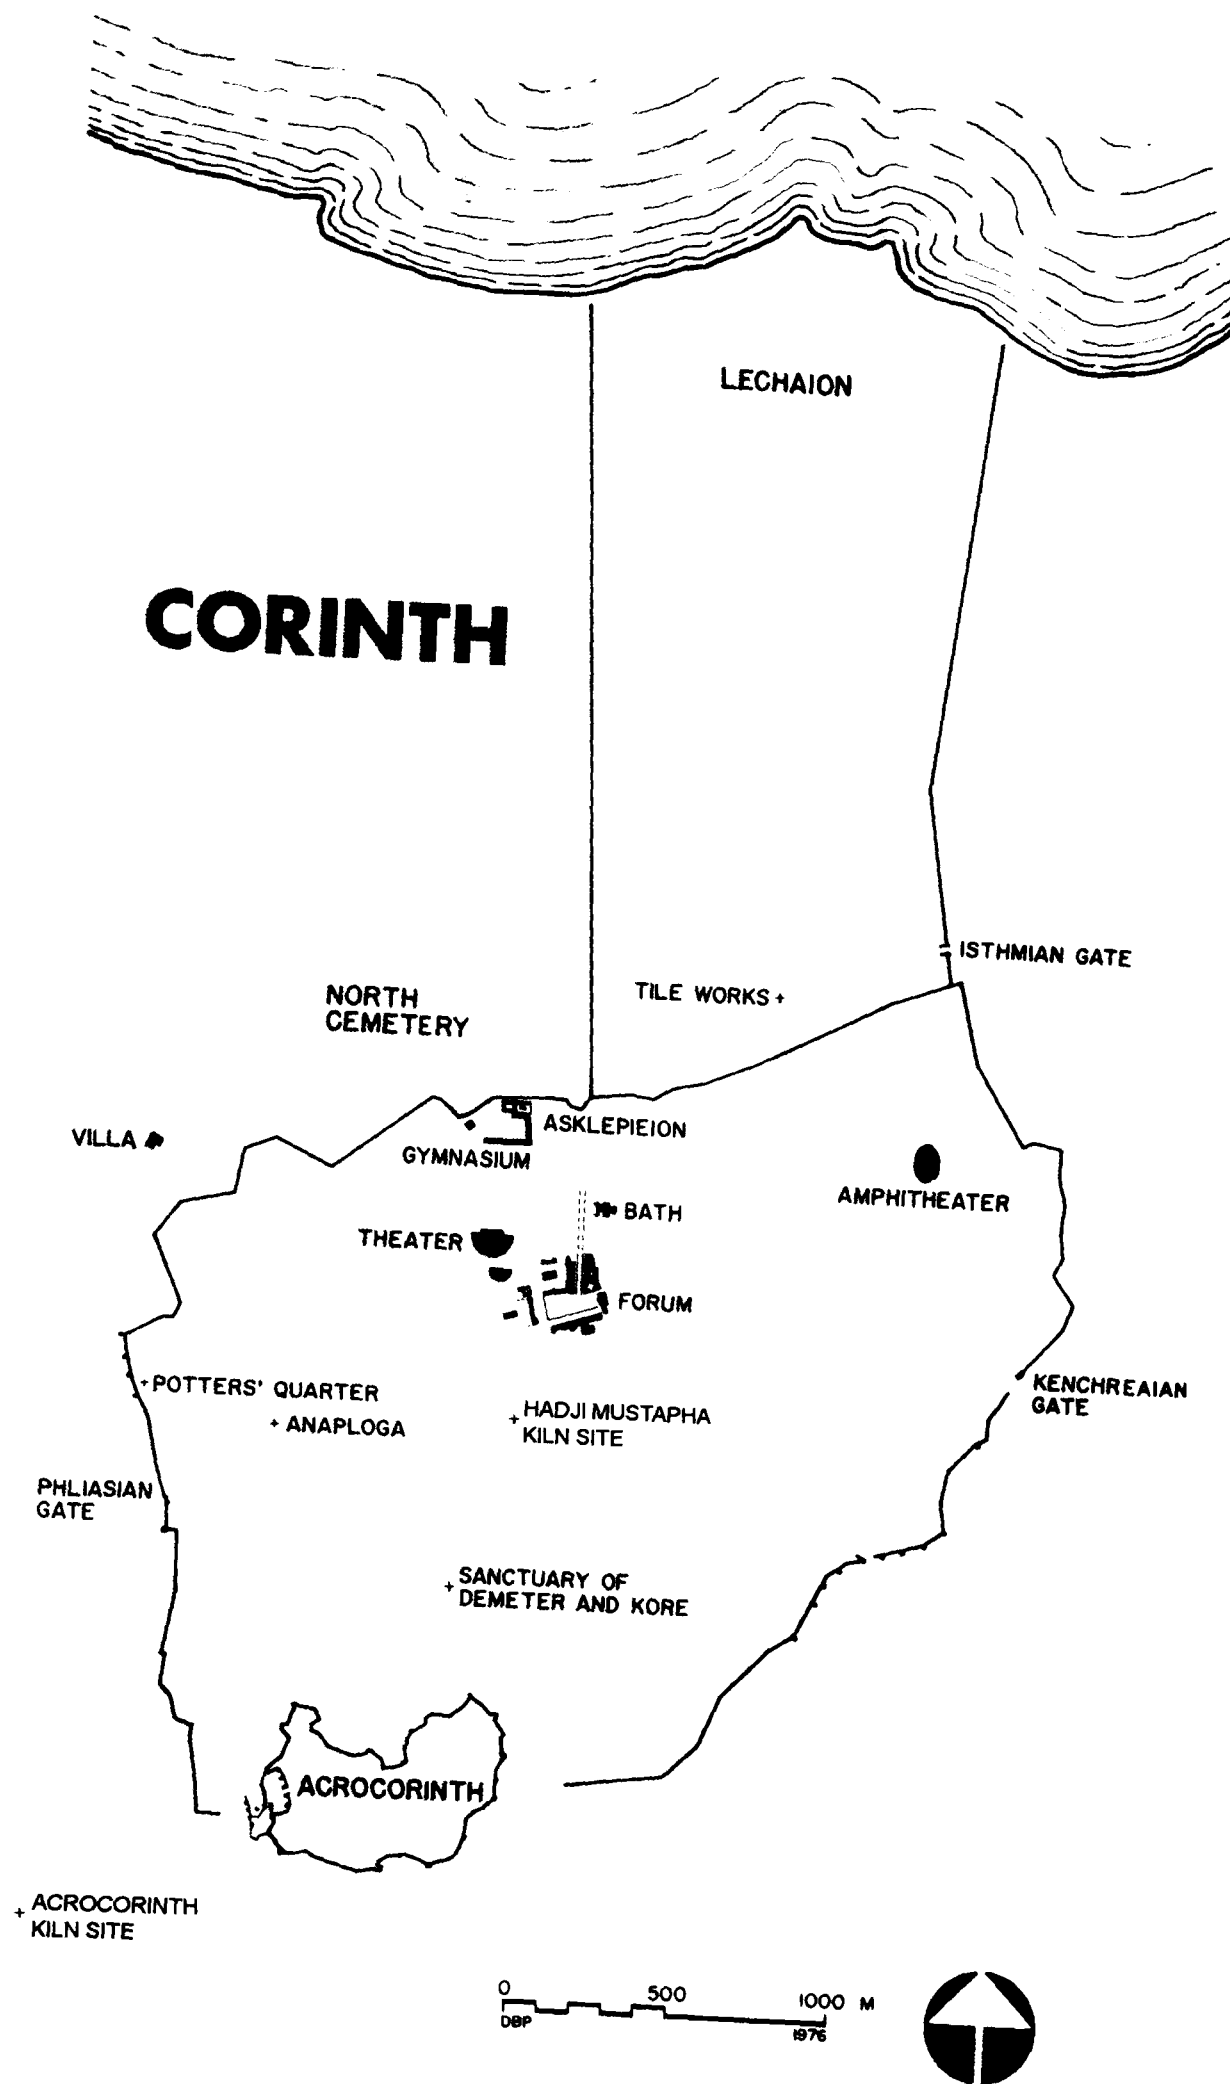 LECHAION
CORINTH
ISTHMIAN GATE
TILE WORKS
NORTH
CEMETERY
ASKLEPIEION
VILLA
GYMNASIUM
AMPHITHEATER
BATH
THEATER
FORUM
POTTERS' QUARTER
KENCHREAIAN
GATE
HADJI MUSTAPHA
KILN SITE
ANAPLOGA
PHLIASIAN
GATE
SANCTUARY OF
DEMETER AND KORE
ACROCORINTH
ACROCORINTH
KILN SITE
0 500 1000 M
DBP 1976